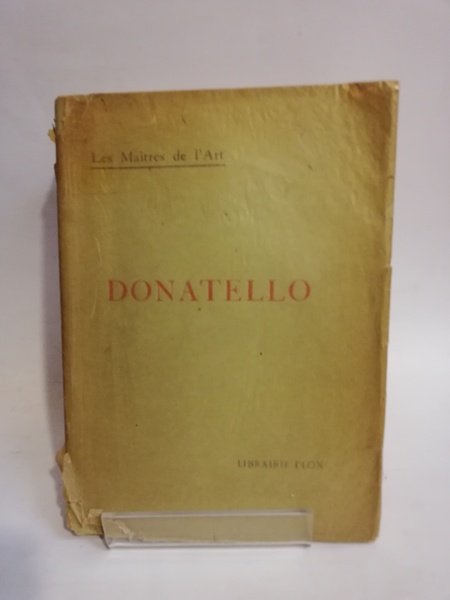 Les Maîtres de l'Art
DONATELLO
LIBRAIRIE PLON